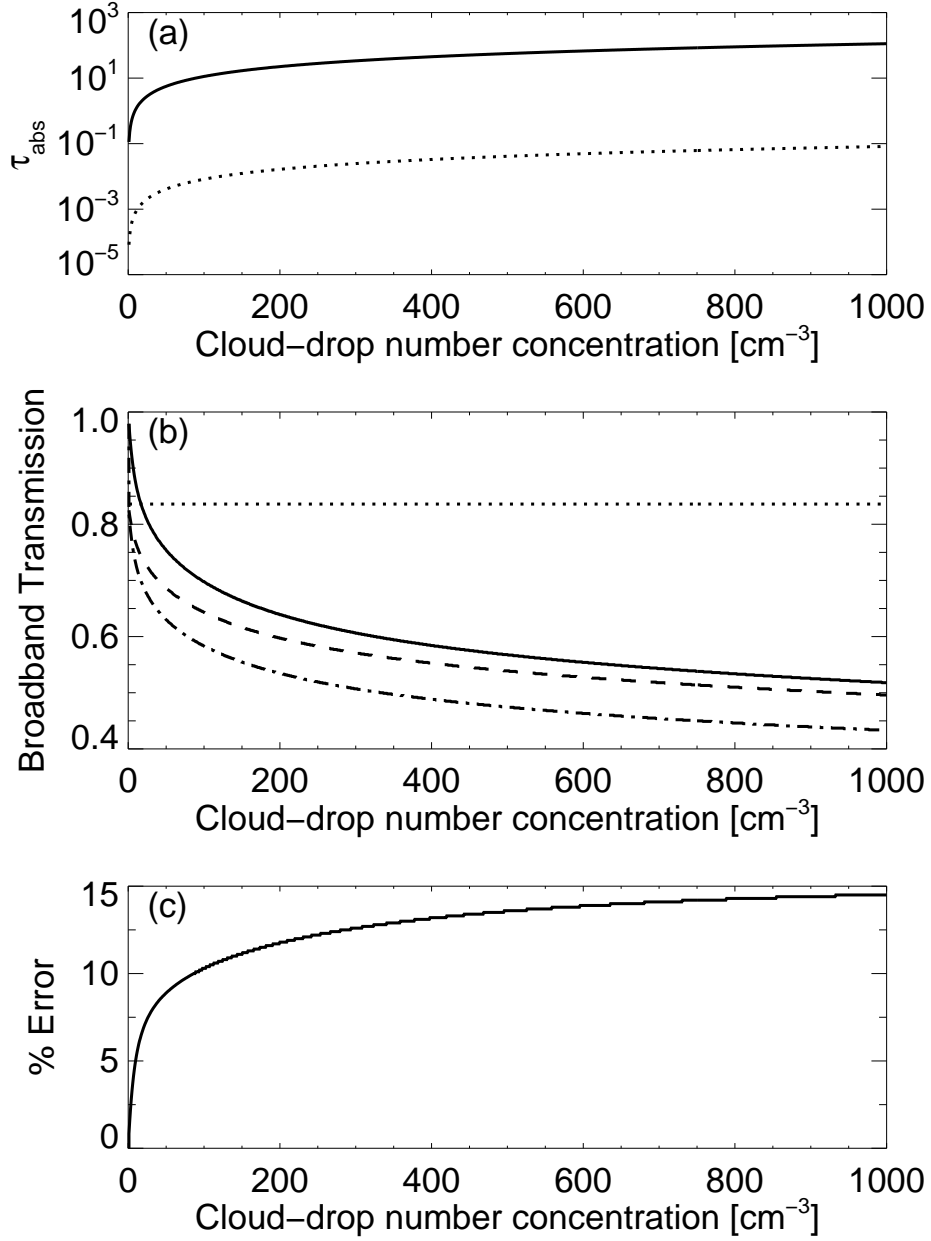 (a)
10³
10¹
10⁻¹
10⁻³
10⁻⁵
τabs
0 200 400 600 800 1000
Cloud−drop number concentration [cm⁻³]
(b)
1.0
0.8
0.6
0.4
Broadband Transmission
0 200 400 600 800 1000
Cloud−drop number concentration [cm⁻³]
(c)
15
10
5
0
% Error
0 200 400 600 800 1000
Cloud−drop number concentration [cm⁻³]